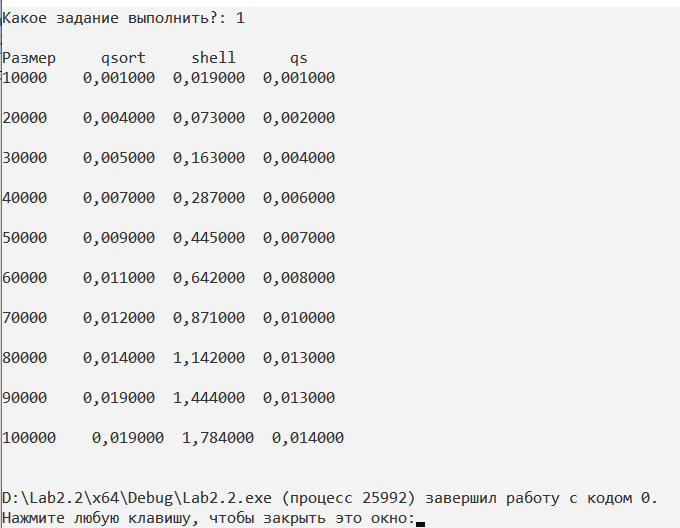 Какое задание выполнить?: 1
Размер qsort shell qs
10000 0,001000 0,019000 0,001000
20000 0,004000 0,073000 0,002000
30000 0,005000 0,163000 0,004000
40000 0,007000 0,287000 0,006000
50000 0,009000 0,445000 0,007000
60000 0,011000 0,642000 0,008000
70000 0,012000 0,871000 0,010000
80000 0,014000 1,142000 0,013000
90000 0,019000 1,444000 0,013000
100000 0,019000 1,784000 0,014000
D:\Lab2.2\x64\Debug\Lab2.2.exe (процесс 25992) завершил работу с кодом 0.
Нажмите любую клавишу, чтобы закрыть это окно: